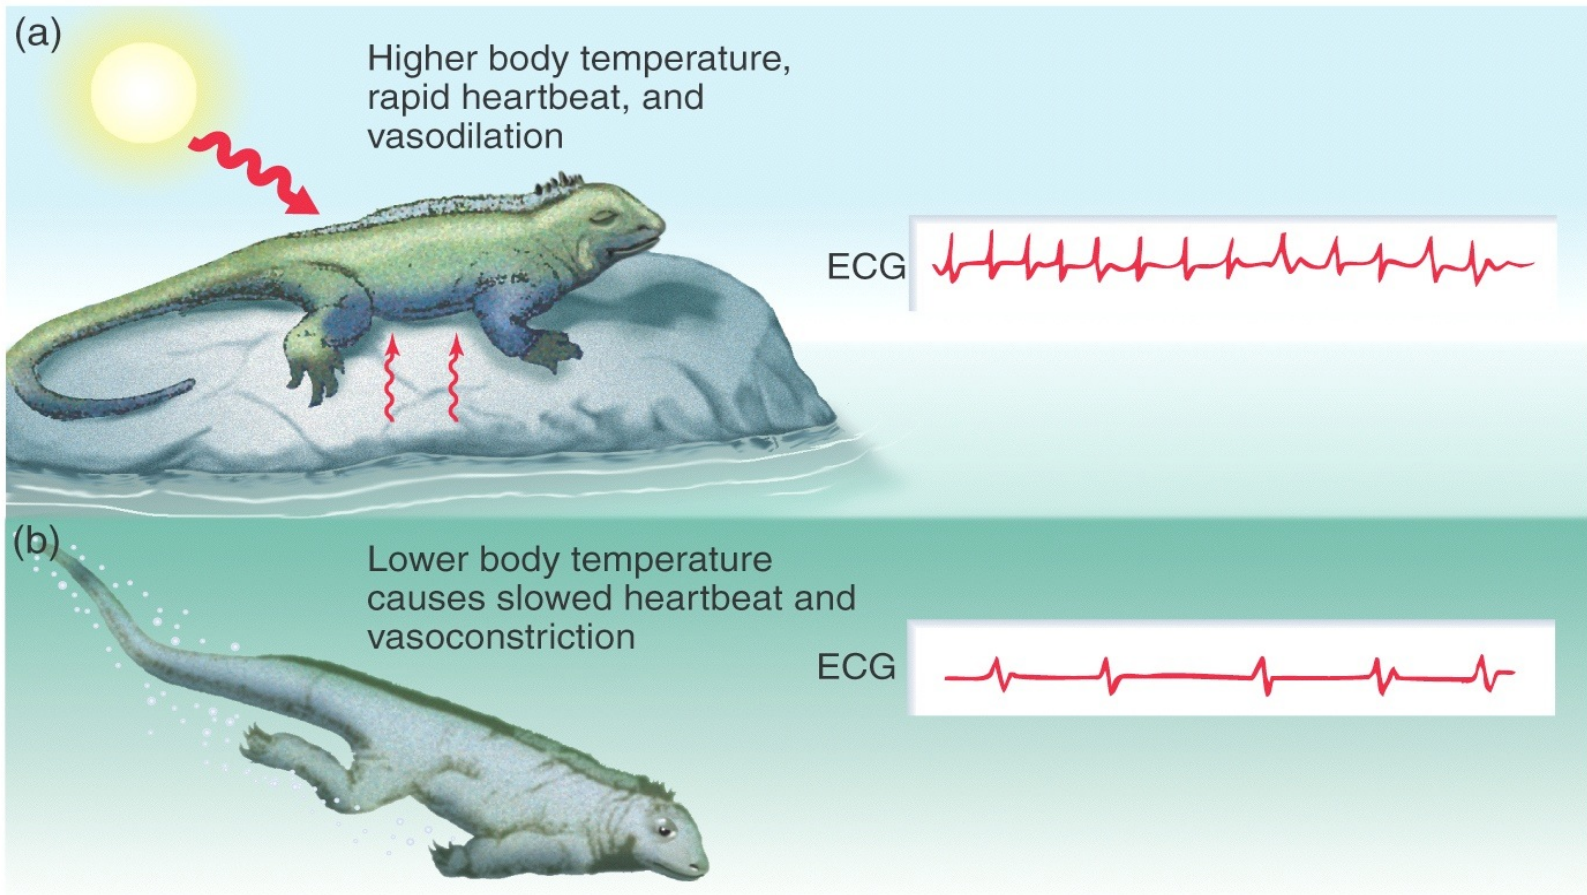 (a)
Higher body temperature,
rapid heartbeat, and
vasodilation
ECG
(b)
Lower body temperature
causes slowed heartbeat and
vasoconstriction
ECG